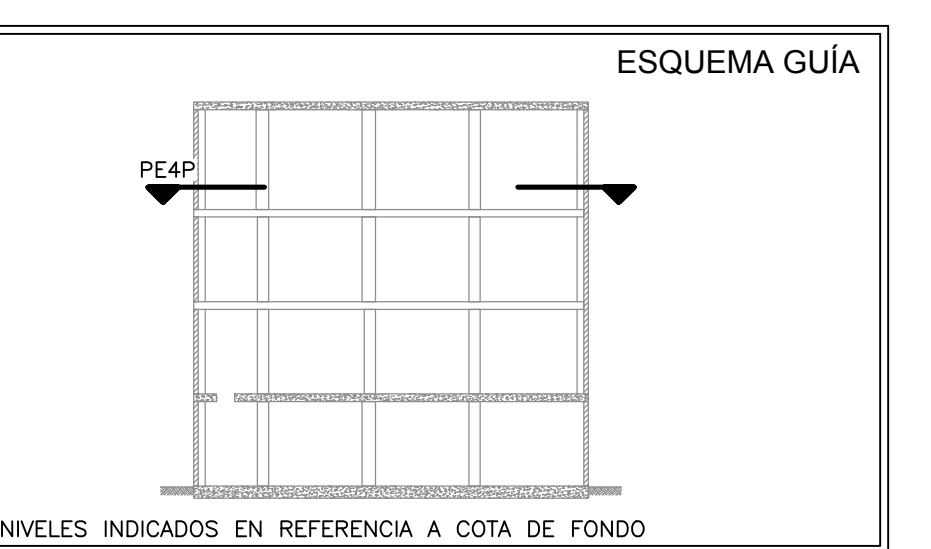 ESQUEMA GUÍA
PE4P
NIVELES INDICADOS EN REFERENCIA A COTA DE FONDO